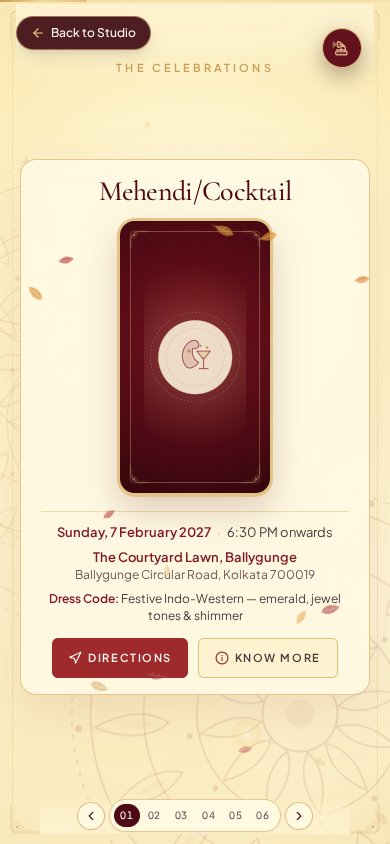 Back to Studio
THE CELEBRATIONS
Mehendi/Cocktail
Sunday, 7 February 2027 · 6:30 PM onwards
The Courtyard Lawn, Ballygunge
Ballygunge Circular Road, Kolkata 700019
Dress Code: Festive Indo-Western — emerald, jewel
tones & shimmer
DIRECTIONS
KNOW MORE
01 02 03 04 05 06